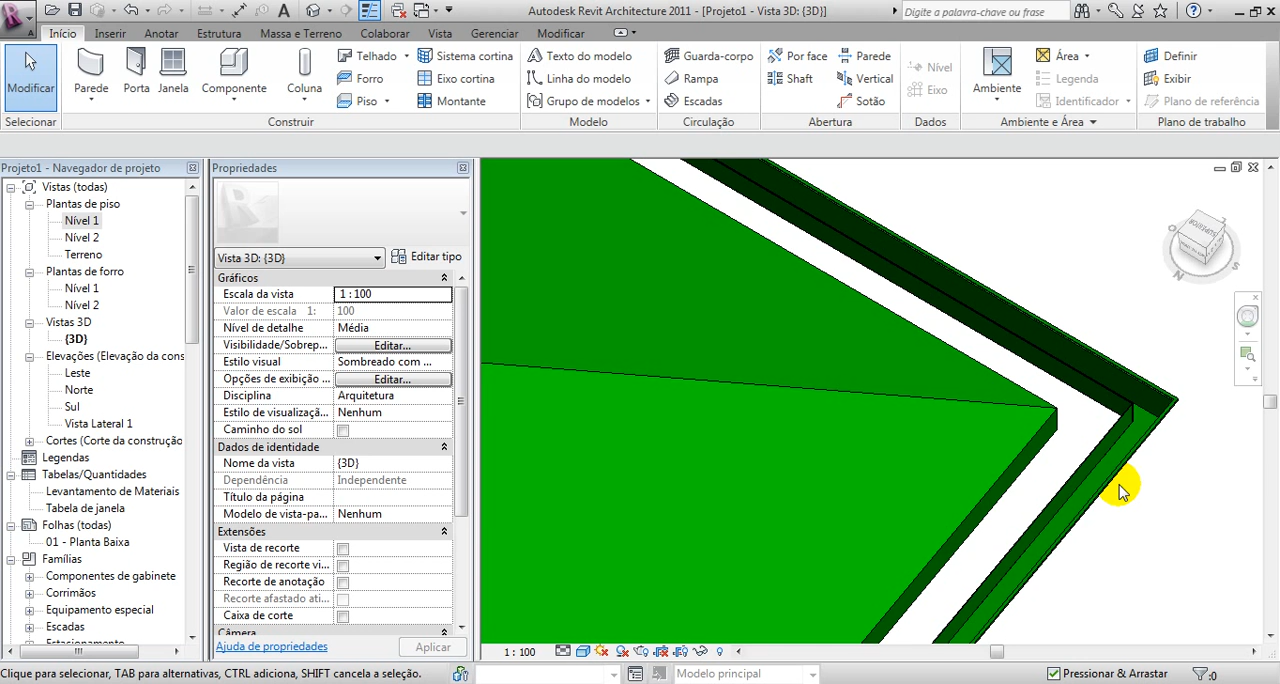 Autodesk Revit Architecture 2011 - [Projeto1 - Vista 3D: {3D}]
Digite a palavra-chave ou frase
Início Inserir Anotar Estrutura Massa e Terreno Colaborar Vista Gerenciar Modificar
Modificar
Parede
Porta
Janela
Componente
Coluna
Telhado
Forro
Piso
Sistema cortina
Eixo cortina
Montante
Texto do modelo
Linha do modelo
Grupo de modelos
Guarda-corpo
Rampa
Escadas
Por face
Shaft
Parede
Vertical
Sotão
Nível
Eixo
Ambiente
Área
Legenda
Identificador
Definir
Exibir
Plano de referência
Selecionar Construir Modelo Circulação Abertura Dados Ambiente e Área Plano de trabalho
Projeto1 - Navegador de projeto
Vistas (todas)
Plantas de piso
Nível 1
Nível 2
Terreno
Plantas de forro
Nível 1
Nível 2
Vistas 3D
{3D}
Elevações (Elevação da cons
Leste
Norte
Sul
Vista Lateral 1
Cortes (Corte da construção
Legendas
Tabelas/Quantidades
Levantamento de Materiais
Tabela de janela
Folhas (todas)
01 - Planta Baixa
Famílias
Componentes de gabinete
Corrimãos
Equipamento especial
Escadas
Propriedades
Vista 3D: {3D} Editar tipo
Gráficos
Escala da vista 1 : 100
Valor de escala 1: 100
Nível de detalhe Média
Visibilidade/Sobrep... Editar...
Estilo visual Sombreado com ...
Opções de exibição ... Editar...
Disciplina Arquitetura
Estilo de visualizaçã... Nenhum
Caminho do sol
Dados de identidade
Nome da vista {3D}
Dependência Independente
Título da página
Modelo de vista-pa... Nenhum
Extensões
Vista de recorte
Região de recorte vi...
Recorte de anotação
Recorte afastado ati...
Caixa de corte
Câmera
Ajuda de propriedades Aplicar
1 : 100
Clique para selecionar, TAB para alternativas, CTRL adiciona, SHIFT cancela a seleção.
Modelo principal
Pressionar & Arrastar
:0